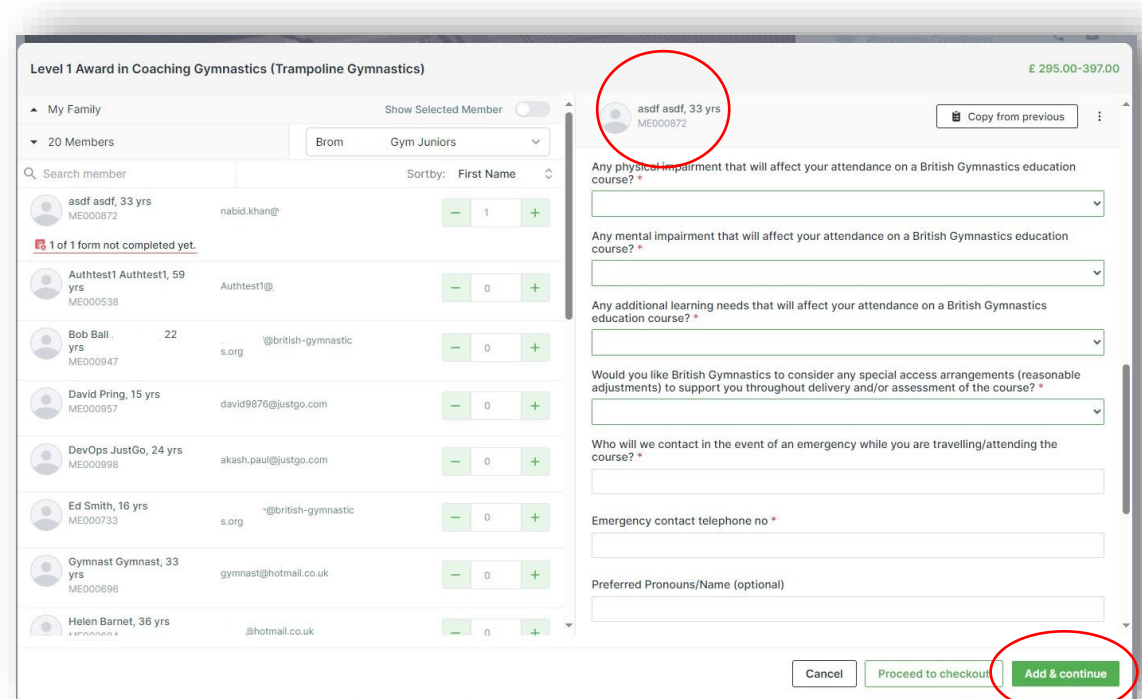 Programme Coordinator
Level 1 Award in Coaching Gymnastics (Trampoline Gymnastics)
£ 295.00-397.00
My Family
Show Selected Member
20 Members
Brom Gym Juniors
Search member
Sortby: First Name
asdf asdf, 33 yrs
ME000872
nabid.khan@
1
1 of 1 form not completed yet.
Authtest1 Authtest1, 59
yrs
ME000538
Authtest1@
0
Bob Ball 22
yrs
ME000947
@british-gymnastic
s.org
0
David Pring, 15 yrs
ME000957
david9876@justgo.com
0
DevOps JustGo, 24 yrs
ME000998
akash.paul@justgo.com
0
Ed Smith, 16 yrs
ME000733
@british-gymnastic
s.org
0
Gymnast Gymnast, 33
yrs
ME000696
gymnast@hotmail.co.uk
0
Helen Barnet, 36 yrs
@hotmail.co.uk
0
asdf asdf, 33 yrs
ME000872
Copy from previous
Any physical impairment that will affect your attendance on a British Gymnastics education
course? *
Any mental impairment that will affect your attendance on a British Gymnastics education
course? *
Any additional learning needs that will affect your attendance on a British Gymnastics
education course? *
Would you like British Gymnastics to consider any special access arrangements (reasonable
adjustments) to support you throughout delivery and/or assessment of the course? *
Who will we contact in the event of an emergency while you are travelling/attending the
course? *
Emergency contact telephone no *
Preferred Pronouns/Name (optional)
Cancel
Proceed to checkout
Add & continue